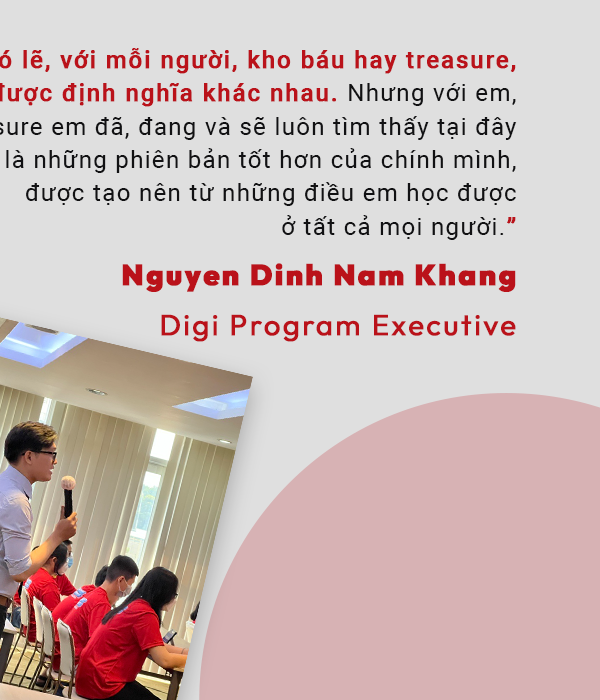 lẽ, với mỗi người, kho báu hay treasure,
được định nghĩa khác nhau. Nhưng với em,
em đã, đang và sẽ luôn tìm thấy tại đây
là những phiên bản tốt hơn của chính mình,
được tạo nên từ những điều em học được
ở tất cả mọi người.”
Nguyen Dinh Nam Khang
Digi Program Executive